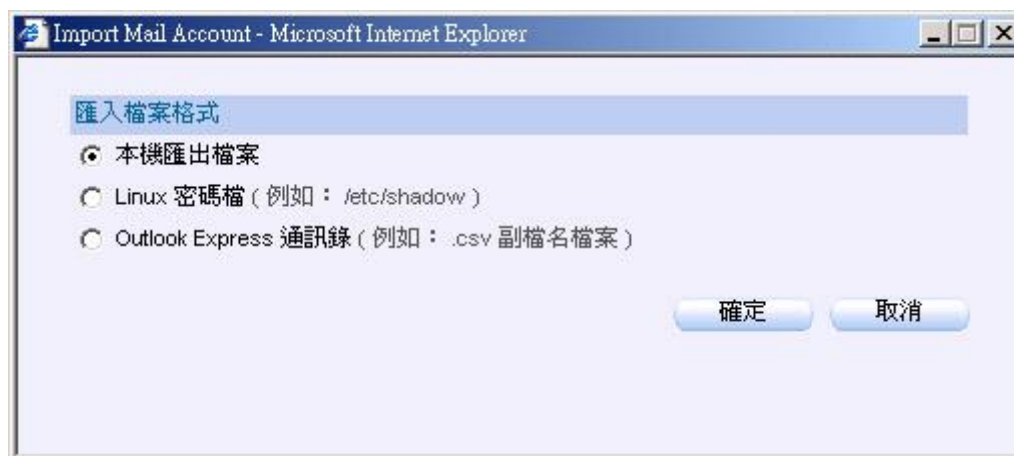 Import Mail Account - Microsoft Internet Explorer
匯入檔案格式
本機匯出檔案
Linux 密碼檔 ( 例如： /etc/shadow )
Outlook Express 通訊錄 ( 例如： .csv 副檔名檔案 )
確定 取消